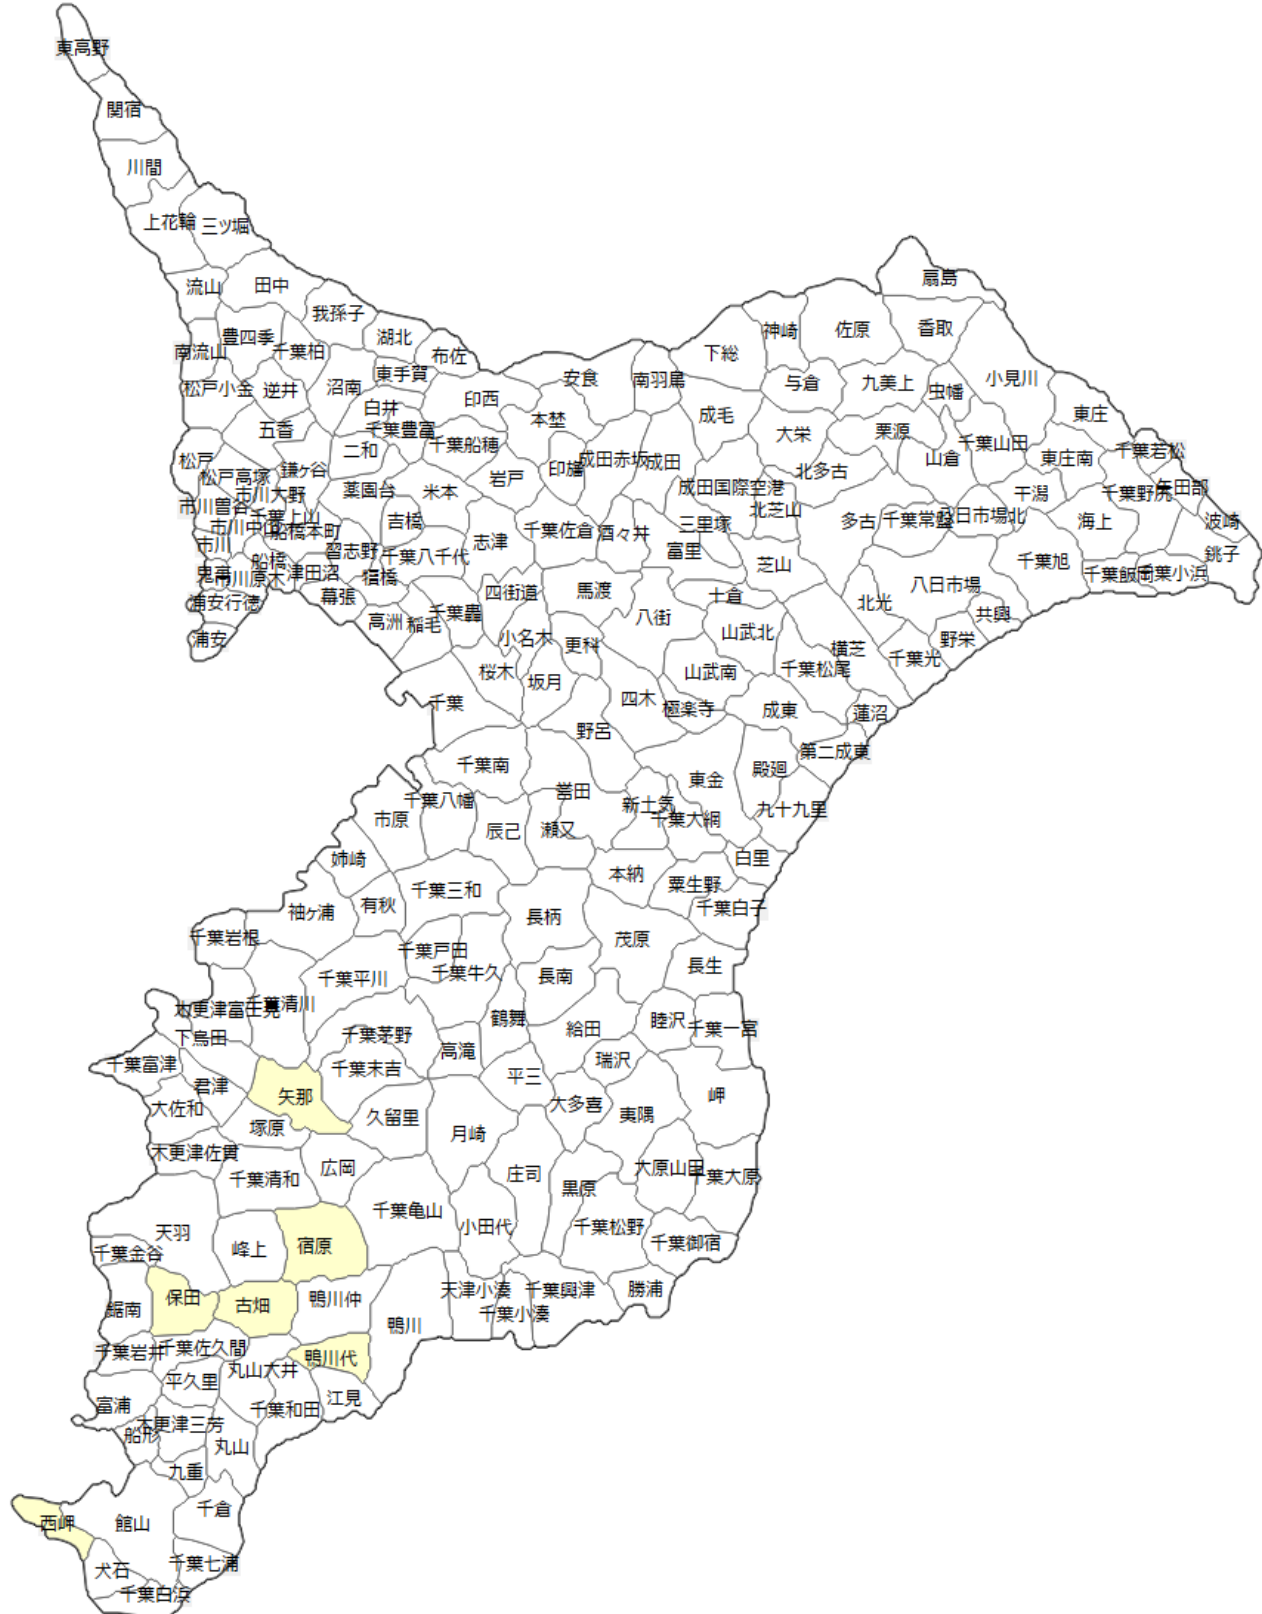 東高野
関宿
川間
上花輪
三ツ堀
流山
田中
我孫子
扇島
南流山
豊四季
千葉柏
湖北
布佐
下総
神崎
佐原
香取
松戸小金
逆井
沼南
東手賀
印西
安食
南羽鳥
与倉
九美上
虫幡
小見川
五香
白井
千葉豊富
本埜
成毛
大栄
栗源
東庄
松戸
松戸高塚
鎌ヶ谷
二和
千葉船穂
岩戸
印旛
成田赤坂
成田
北多古
山倉
千葉山田
東庄南
千葉若松
市川大野
市川曽谷
薬園台
米本
成田国際空港
干潟
千葉野尻
矢田部
市川中山
千葉上山
船橋本町
吉橋
千葉佐倉
酒々井
三里塚
北芝山
多古
千葉常盤
八日市場北
海上
波崎
市川
習志野
千葉八千代
志津
富里
芝山
千葉旭
銚子
鬼高
市川原木
船橋
津田沼
犢橋
四街道
馬渡
十倉
八日市場
千葉飯岡
千葉小浜
浦安行徳
幕張
高洲
稲毛
千葉轟
八街
北光
共興
浦安
小名木
更科
山武北
横芝
野栄
桜木
坂月
山武南
千葉松尾
千葉光
千葉
四木
極楽寺
成東
蓮沼
野呂
第二成東
千葉南
東金
殿廻
千葉八幡
誉田
新土気
千葉大網
九十九里
市原
辰己
瀬又
姉崎
本納
白里
千葉三和
粟生野
袖ヶ浦
有秋
長柄
千葉白子
千葉岩根
千葉戸田
茂原
千葉平川
千葉牛久
長南
長生
木更津富士見
千葉清川
鶴舞
給田
睦沢
千葉一宮
下烏田
千葉茅野
高滝
千葉富津
千葉末吉
瑞沢
君津
矢那
平三
岬
大佐和
久留里
大多喜
夷隅
塚原
月崎
木更津佐貫
千葉清和
広岡
庄司
黒原
大原山田
千葉大原
天羽
千葉亀山
小田代
千葉松野
千葉金谷
峰上
宿原
千葉御宿
鋸南
保田
古畑
鴨川仲
鴨川
天津小湊
千葉小湊
千葉興津
勝浦
千葉岩井
千葉佐久間
鴨川代
平久里
丸山大井
富浦
千葉和田
江見
船形
木更津三芳
丸山
九重
西岬
館山
千倉
犬石
千葉七浦
千葉白浜